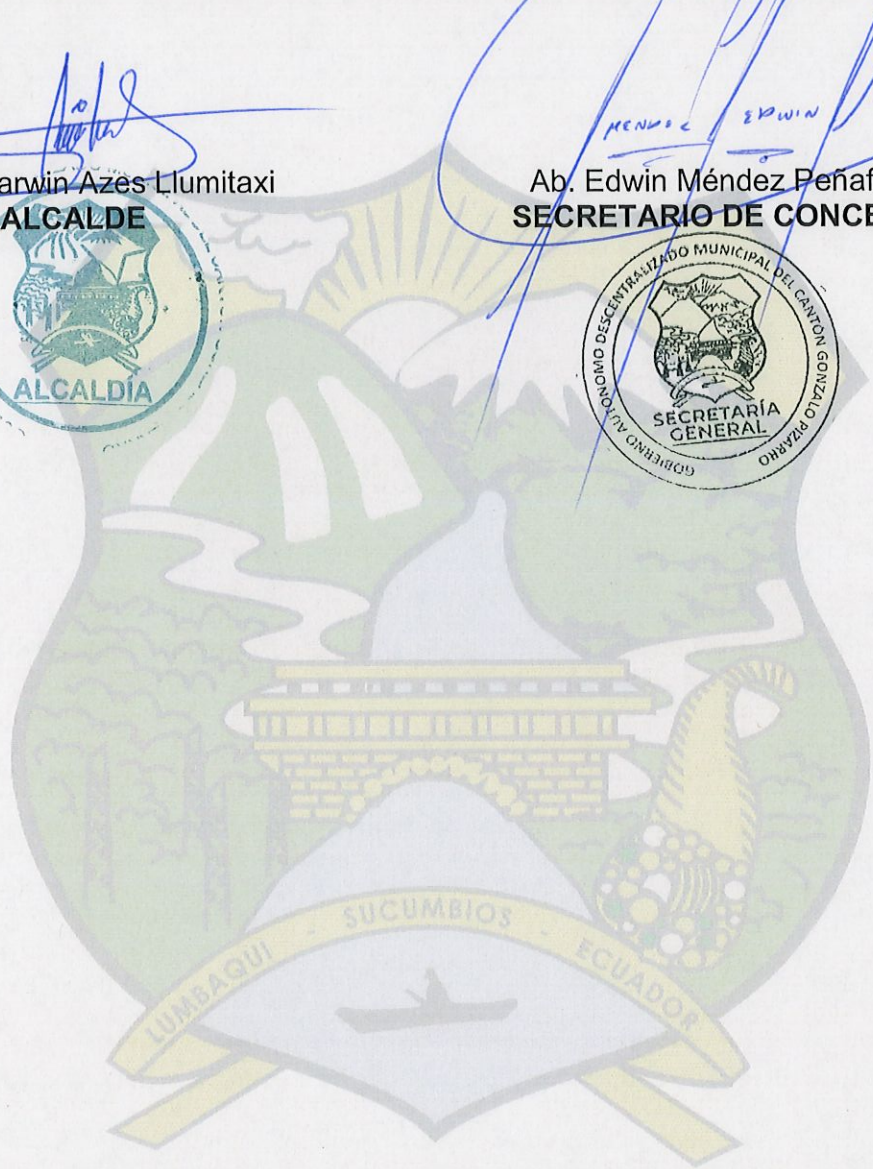 MENDEZ EDWIN
arwin Azes Llumitaxi
Ab. Edwin Méndez Peñaf
ALCALDE
SECRETARIO DE CONCE
ALCALDÍA
GOBIERNO AUTÓNOMO DESCENTRALIZADO MUNICIPAL DEL CANTÓN GONZALO PIZARRO
SECRETARÍA
GENERAL
LUMBAQUI - SUCUMBIOS - ECUADOR